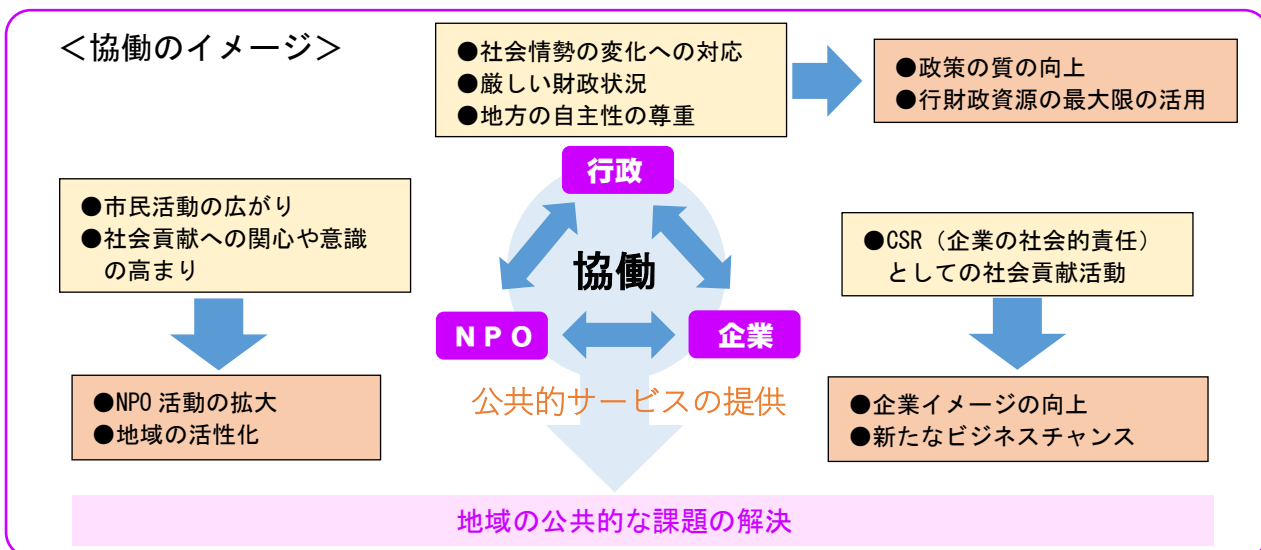 ＜協働のイメージ＞
●社会情勢の変化への対応
●厳しい財政状況
●地方の自主性の尊重
●政策の質の向上
●行財政資源の最大限の活用
行政
●市民活動の広がり
●社会貢献への関心や意識
の高まり
協働
●CSR（企業の社会的責任）
としての社会貢献活動
ＮＰＯ
企業
●NPO 活動の拡大
●地域の活性化
公共的サービスの提供
●企業イメージの向上
●新たなビジネスチャンス
地域の公共的な課題の解決